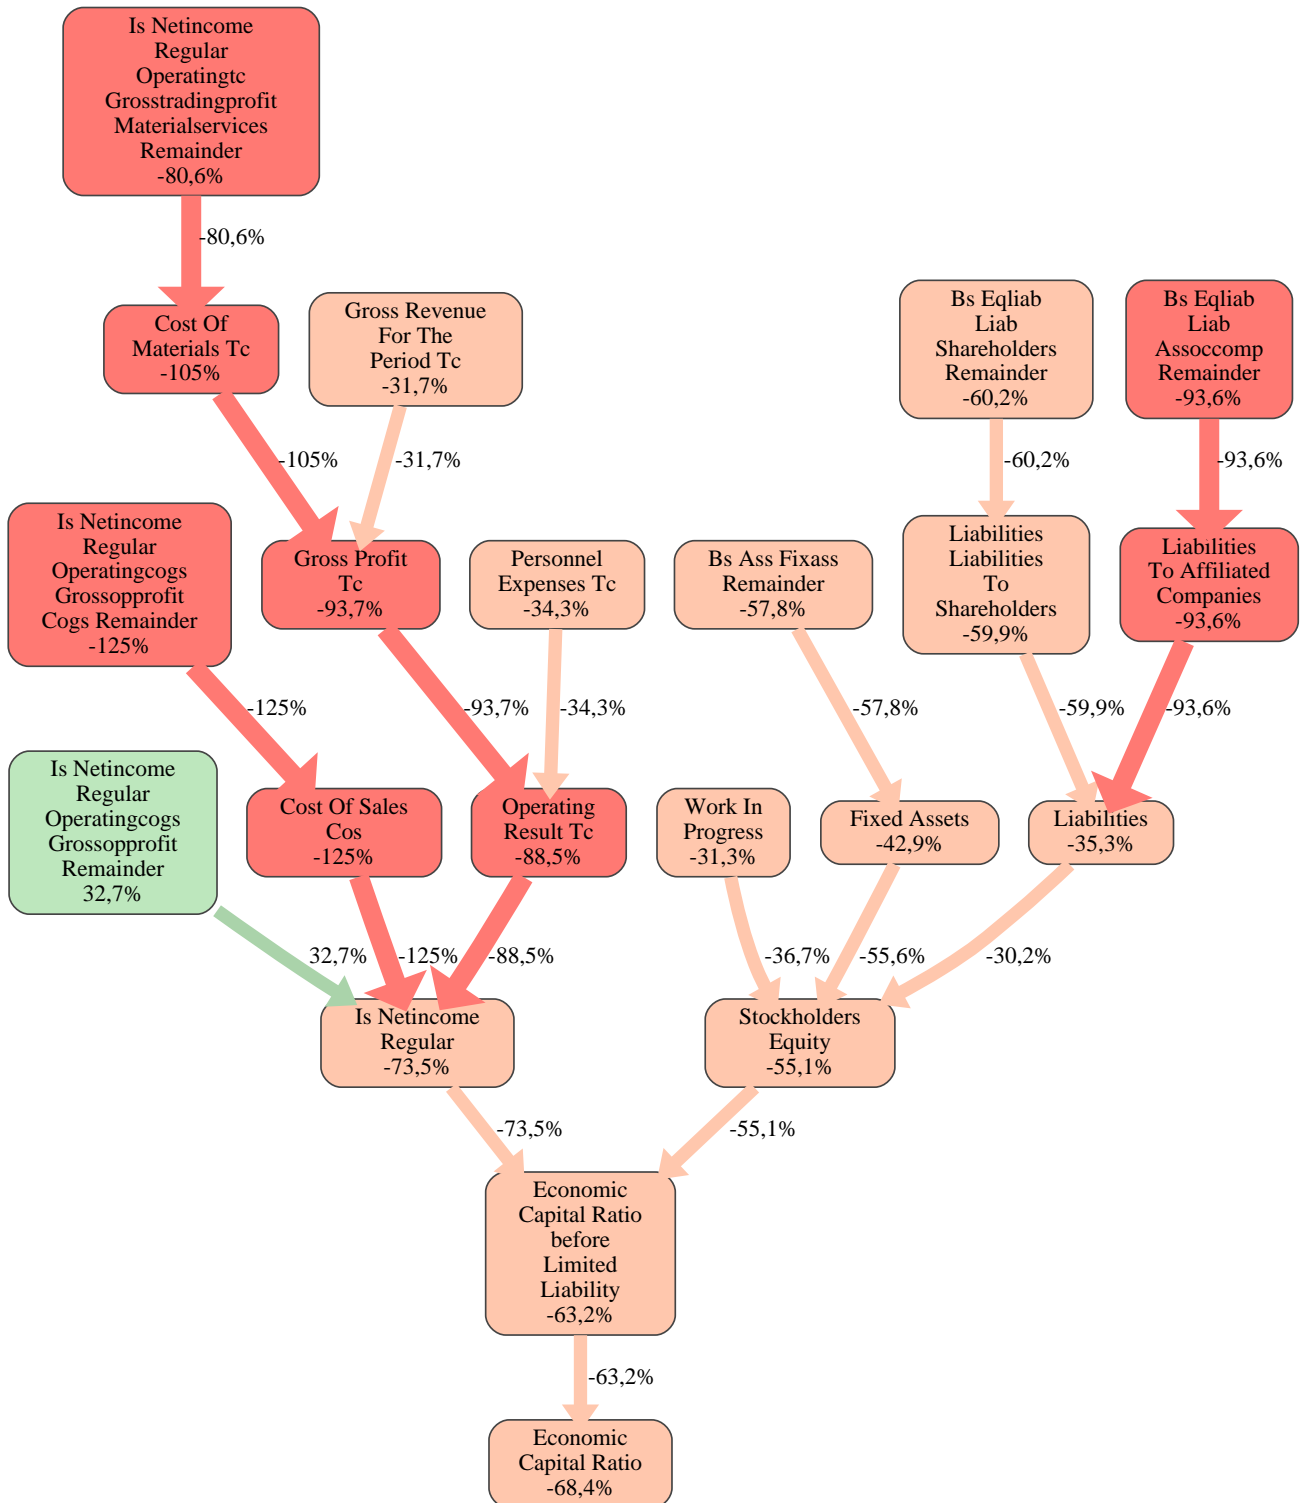 Is Netincome
Regular
Operatingtc
Grosstradingprofit
Materialservices
Remainder
-80,6%
-80,6%
Cost Of
Materials Tc
-105%
Gross Revenue
For The
Period Tc
-31,7%
Bs Eqliab
Liab
Shareholders
Remainder
-60,2%
Bs Eqliab
Liab
Assoccomp
Remainder
-93,6%
-105%
-31,7%
-60,2%
-93,6%
Is Netincome
Regular
Operatingcogs
Grossopprofit
Cogs Remainder
-125%
Gross Profit
Tc
-93,7%
Personnel
Expenses Tc
-34,3%
Bs Ass Fixass
Remainder
-57,8%
Liabilities
Liabilities
To
Shareholders
-59,9%
Liabilities
To Affiliated
Companies
-93,6%
-125%
-93,7%
-34,3%
-57,8%
-59,9%
-93,6%
Is Netincome
Regular
Operatingcogs
Grossopprofit
Remainder
32,7%
Cost Of Sales
Cos
-125%
Operating
Result Tc
-88,5%
Work In
Progress
-31,3%
Fixed Assets
-42,9%
Liabilities
-35,3%
32,7%
-125%
-88,5%
-36,7%
-55,6%
-30,2%
Is Netincome
Regular
-73,5%
Stockholders
Equity
-55,1%
-73,5%
-55,1%
Economic
Capital Ratio
before
Limited
Liability
-63,2%
-63,2%
Economic
Capital Ratio
-68,4%